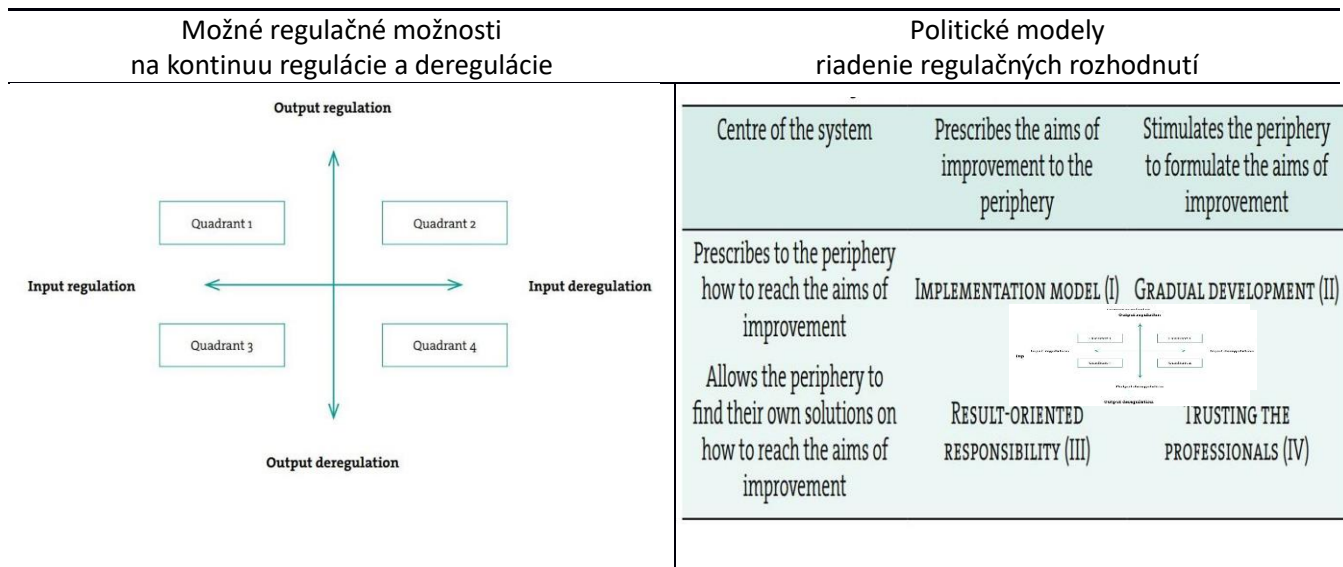 Možné regulačné možnosti
na kontinuu regulácie a deregulácie
Politické modely
riadenie regulačných rozhodnutí
Output regulation
Quadrant 1
Quadrant 2
Input regulation
Input deregulation
Quadrant 3
Quadrant 4
Output deregulation
Centre of the system
Prescribes the aims of
improvement to the
periphery
Stimulates the periphery
to formulate the aims of
improvement
Prescribes to the periphery
how to reach the aims of
improvement
IMPLEMENTATION MODEL (I)
GRADUAL DEVELOPMENT (II)
Allows the periphery to
find their own solutions on
how to reach the aims of
improvement
RESULT-ORIENTED
RESPONSIBILITY (III)
TRUSTING THE
PROFESSIONALS (IV)